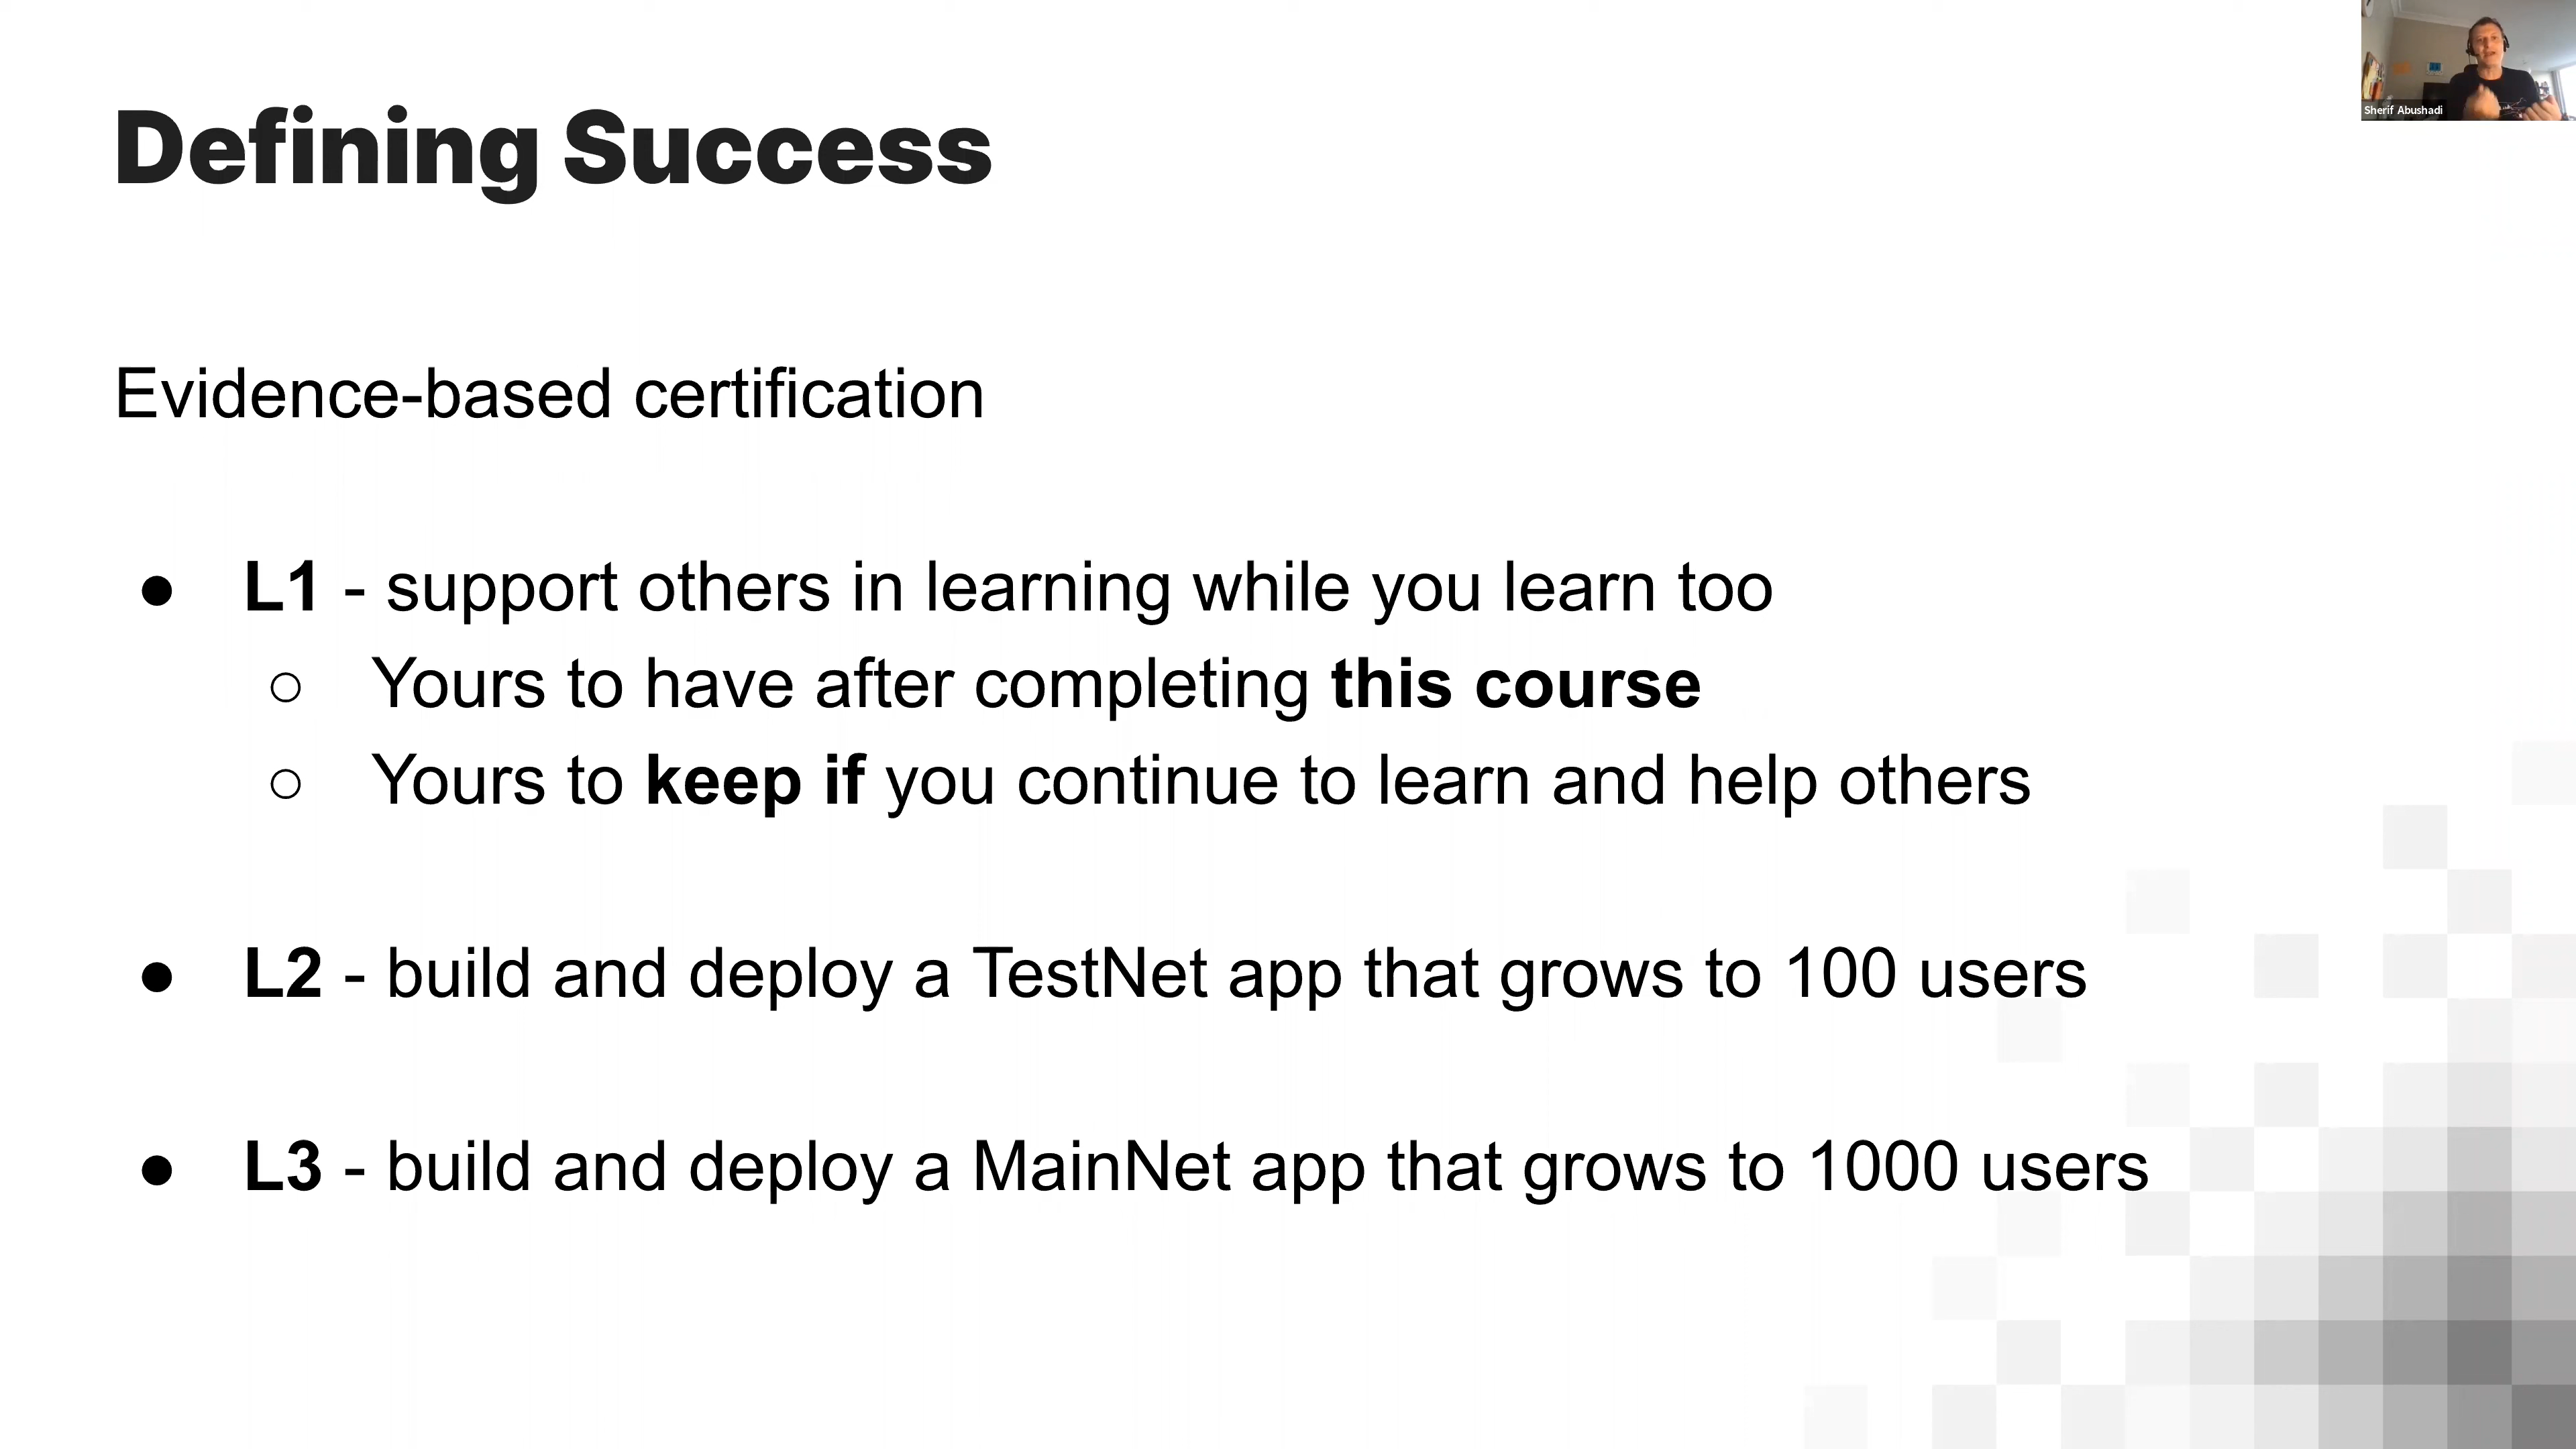 Sherif Abushadi
Defining Success
Evidence-based certification
● L1 - support others in learning while you learn too
○ Yours to have after completing this course
○ Yours to keep if you continue to learn and help others
● L2 - build and deploy a TestNet app that grows to 100 users
● L3 - build and deploy a MainNet app that grows to 1000 users